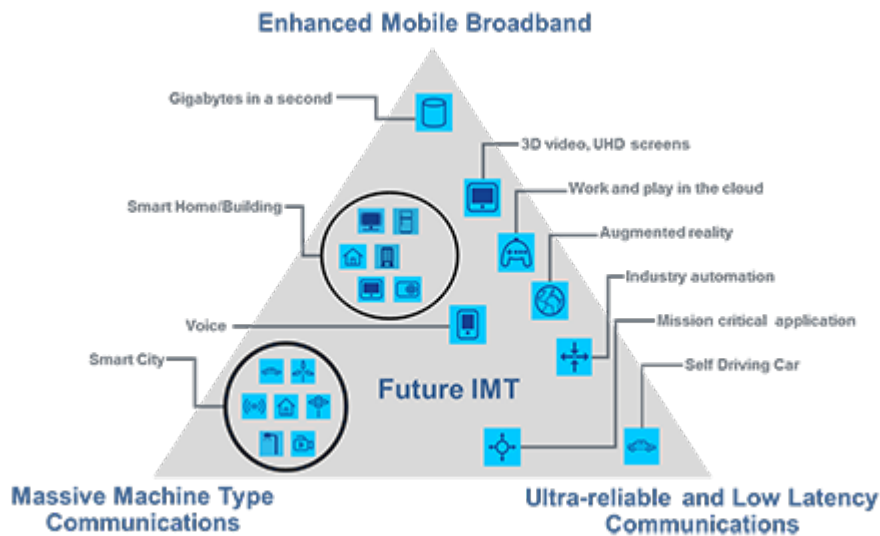 Enhanced Mobile Broadband
Gigabytes in a second
3D video, UHD screens
Work and play in the cloud
Smart Home/Building
Augmented reality
Industry automation
Mission critical application
Voice
Smart City
Self Driving Car
Future IMT
Massive Machine Type
Communications
Ultra-reliable and Low Latency
Communications